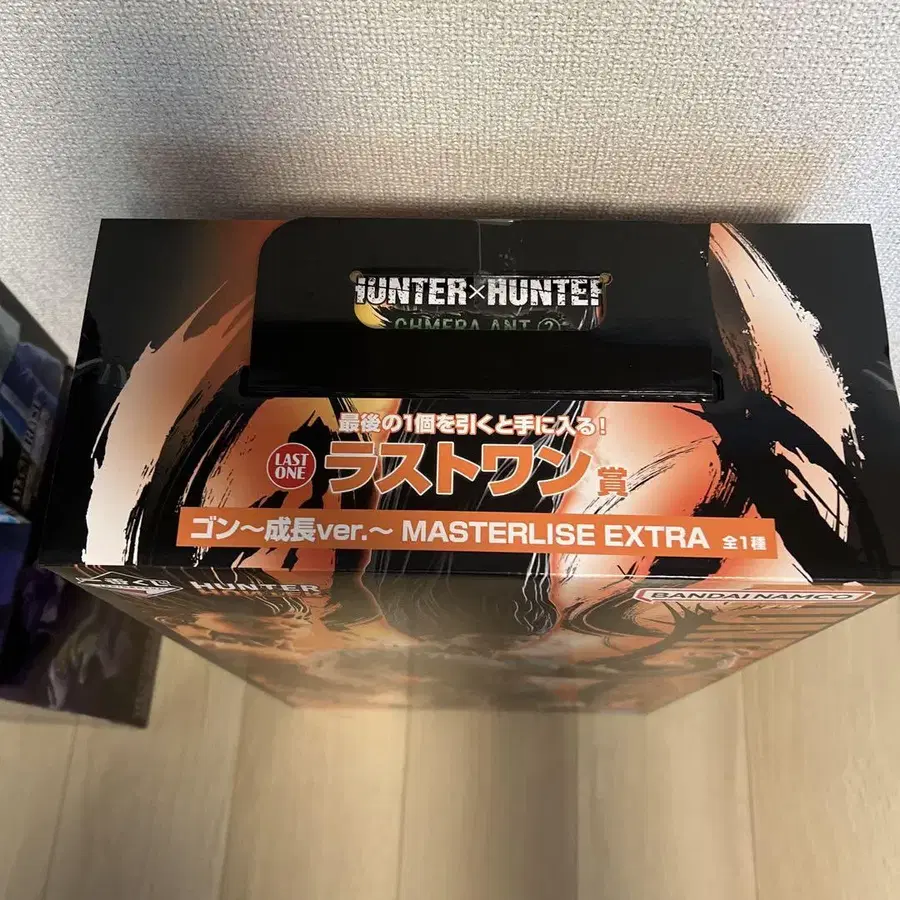 HUNTER×HUNTER
最後の1個を引くと手に入る!
LAST
ONE
ラストワン賞
ゴン～成長ver.～ MASTERLISE EXTRA 全1種
HUNTER
BANDAI NAMCO